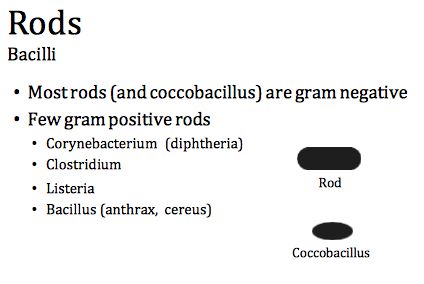 Rods
Bacilli
• Most rods (and coccobacillus) are gram negative
• Few gram positive rods
• Corynebacterium (diphtheria)
• Clostridium
• Listeria
• Bacillus (anthrax, cereus)
Rod
Coccobacillus